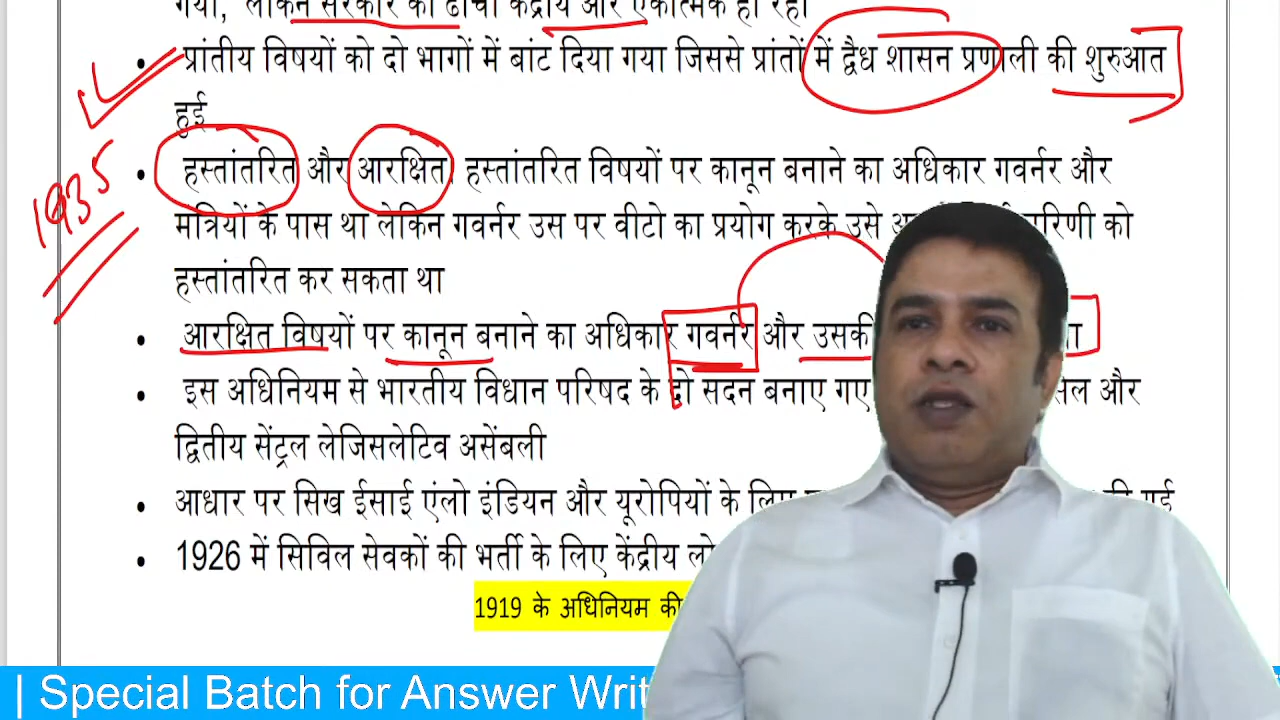 गया, लेकिन सरकार का ढांचा केंद्रीय और एकात्मक ही रहा
• प्रांतीय विषयों को दो भागों में बांट दिया गया जिससे प्रांतों में द्वैध शासन प्रणाली की शुरुआत
हुई
• हस्तांतरित और आरक्षित, हस्तांतरित विषयों पर कानून बनाने का अधिकार गवर्नर और
1935
मंत्रियों के पास था लेकिन गवर्नर उस पर वीटो का प्रयोग करके उसे को
हस्तांतरित कर सकता था
• आरक्षित विषयों पर कानून बनाने का अधिकार गवर्नर और उसकी
• इस अधिनियम से भारतीय विधान परिषद के दो सदन बनाए गए और
द्वितीय सेंट्रल लेजिसलेटिव असेंबली
• आधार पर सिख ईसाई एंलो इंडियन और यूरोपियों के लिए की गई
• 1926 में सिविल सेवकों की भर्ती के लिए केंद्रीय
1919 के अधिनियम की
| Special Batch for Answer